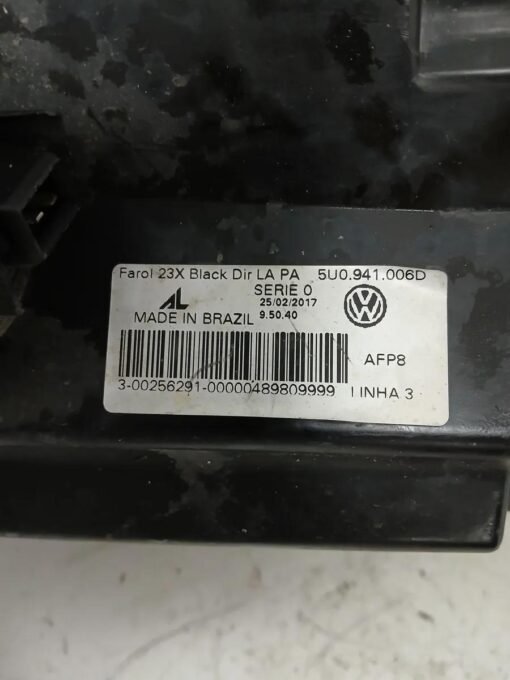 Farol 23X Black Dir LA PA 5U0.941.006D
SERIE 0
25/02/2017
AL
MADE IN BRAZIL 9.50.40
AFP8
3-00256291-00000489809999 LINHA 3